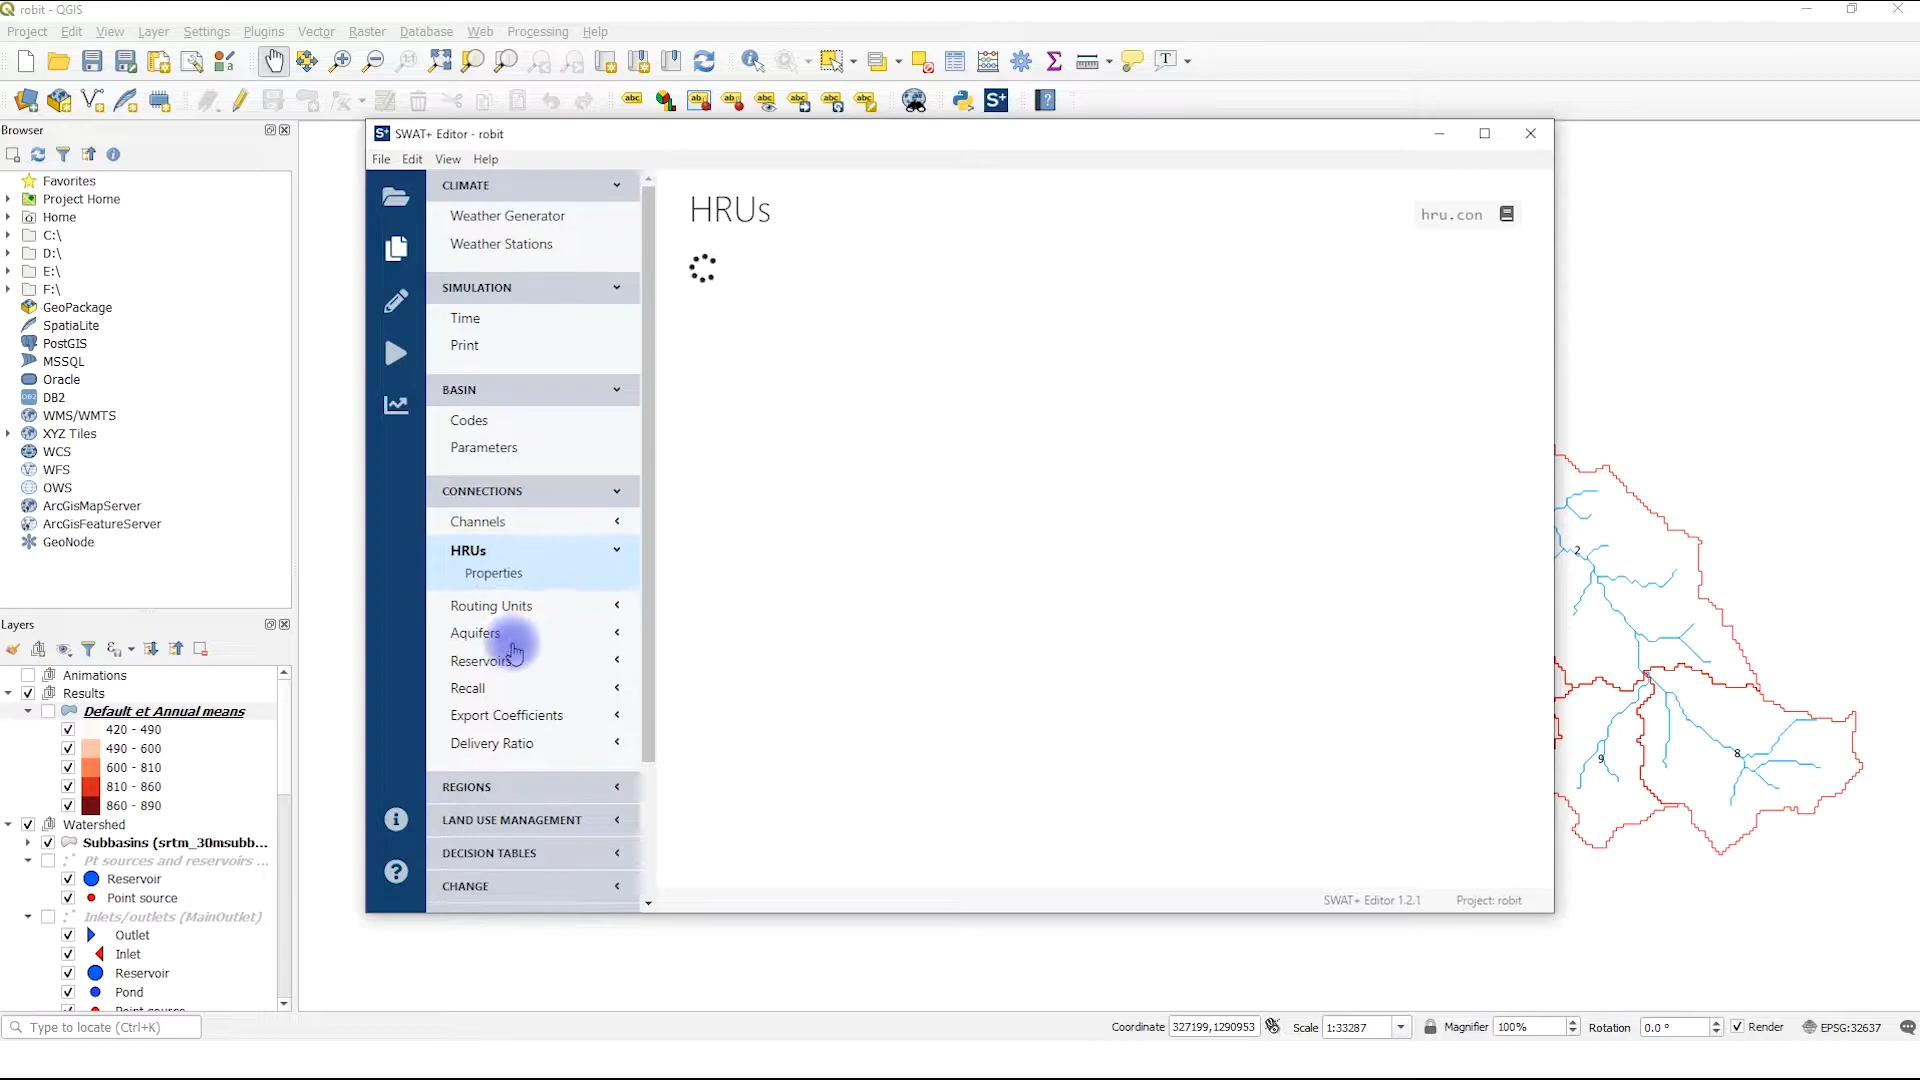 robit - QGIS
Project Edit View Layer Settings Plugins Vector Raster Database Web Processing Help
Browser
Favorites
Project Home
Home
C:\
D:\
E:\
F:\
GeoPackage
SpatiaLite
PostGIS
MSSQL
Oracle
DB2
WMS/WMTS
XYZ Tiles
WCS
WFS
OWS
ArcGisMapServer
ArcGisFeatureServer
GeoNode
Layers
Animations
Results
Default et Annual means
420 - 490
490 - 600
600 - 810
810 - 860
860 - 890
Watershed
Subbasins (srtm_30msubb...
Pt sources and reservoirs ...
Reservoir
Point source
Inlets/outlets (MainOutlet)
Outlet
Inlet
Reservoir
Pond
Point source
S+ SWAT+ Editor - robit
File Edit View Help
CLIMATE
Weather Generator
Weather Stations
SIMULATION
Time
Print
BASIN
Codes
Parameters
CONNECTIONS
Channels
HRUs
Properties
Routing Units
Aquifers
Reservoirs
Recall
Export Coefficients
Delivery Ratio
REGIONS
LAND USE MANAGEMENT
DECISION TABLES
CHANGE
HRUs
hru.con
SWAT+ Editor 1.2.1 Project: robit
2
9
8
Type to locate (Ctrl+K)
Coordinate 327199,1290953 Scale 1:33287 Magnifier 100% Rotation 0.0 ° Render EPSG:32637